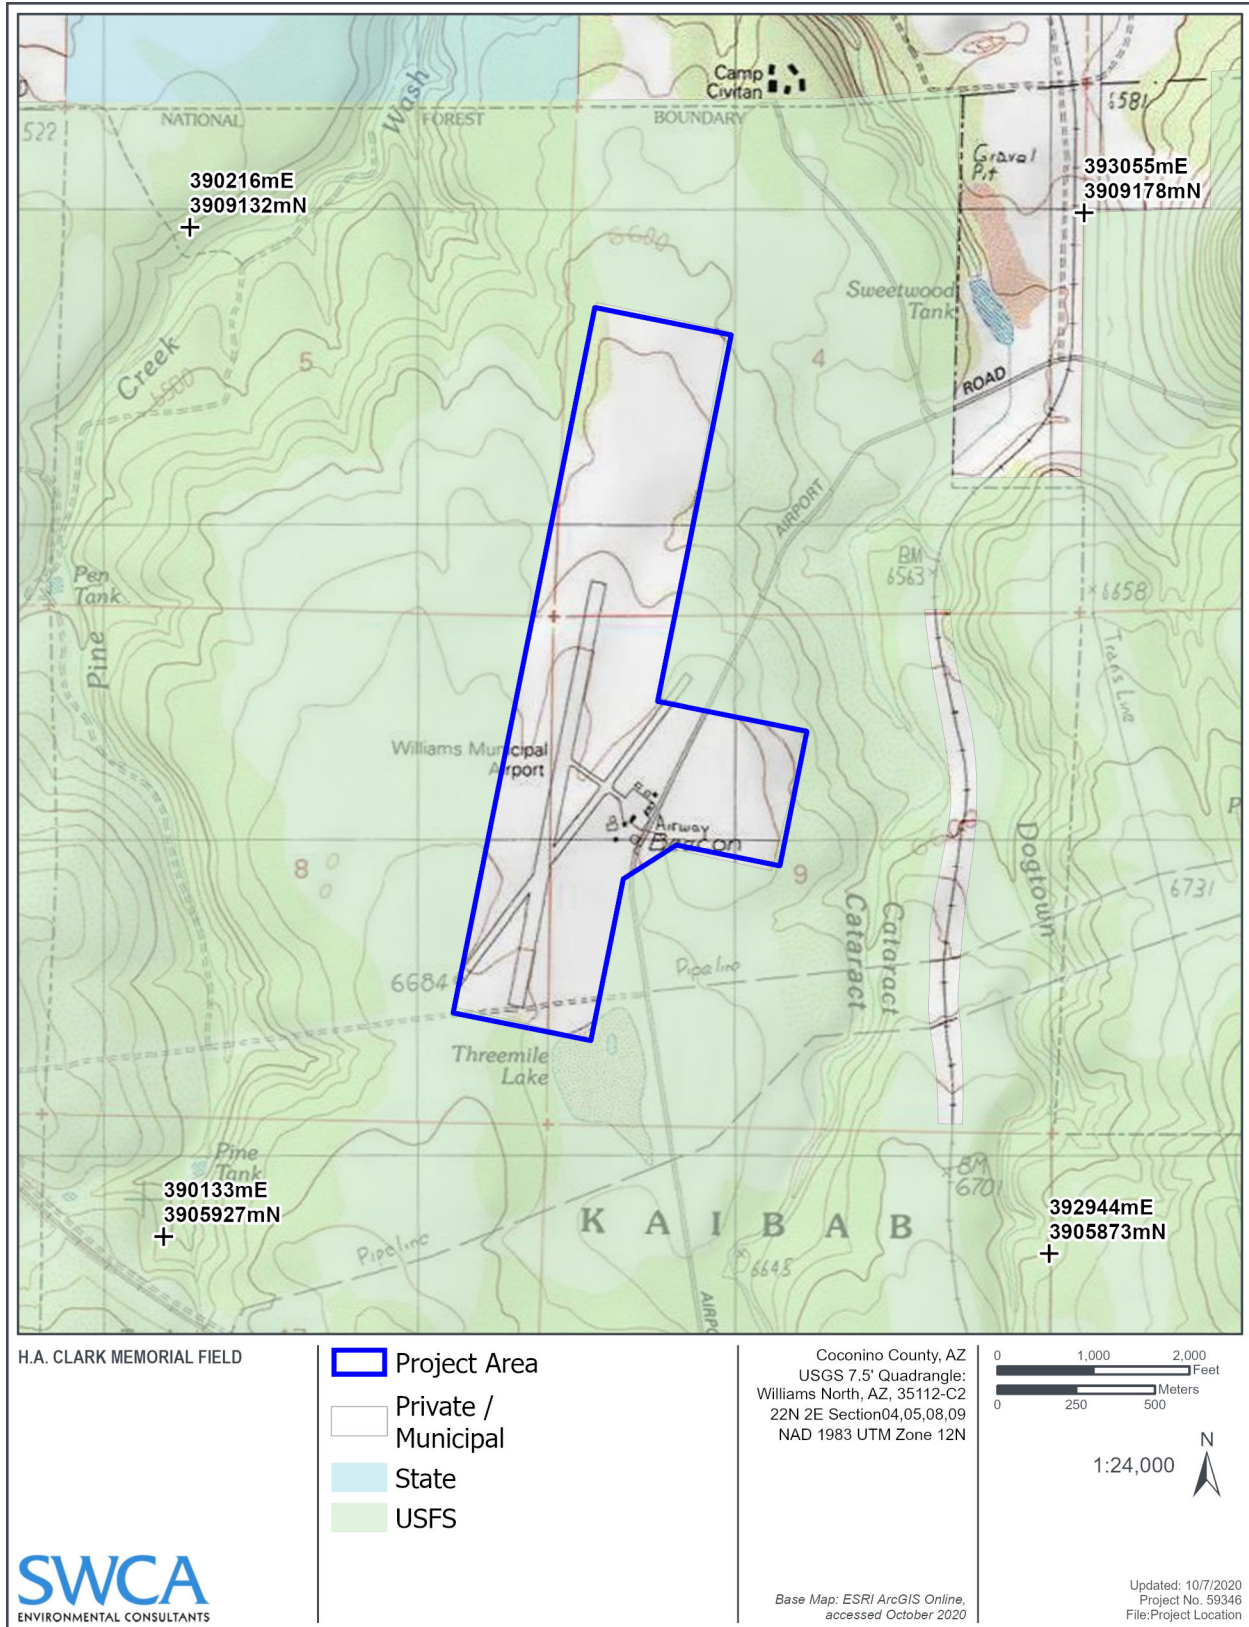 Camp
Civitan
Wash
NATIONAL FOREST BOUNDARY
522
6581
Gravel
Pit
390216mE
3909132mN
393055mE
3909178mN
6600
Sweetwood
Tank
5
4
Creek
6500
ROAD
AIRPORT
BM
6563
x6658
Pen
Tank
Pine
Trans Line
Williams Municipal
Airport
Airway
Beacon
8
9
Dogtown
6731
Cataract
Cataract
6684
Pipeline
Threemile
Lake
Pine
Tank
BM
6701
390133mE
3905927mN
392944mE
3905873mN
KAIBAB
Pipeline
6645
H.A. CLARK MEMORIAL FIELD
Project Area
Private /
Municipal
State
USFS
Coconino County, AZ
USGS 7.5' Quadrangle:
Williams North, AZ, 35112-C2
22N 2E Section04,05,08,09
NAD 1983 UTM Zone 12N
0 1,000 2,000
Feet
Meters
0 250 500
N
1:24,000
SWCA
ENVIRONMENTAL CONSULTANTS
Base Map: ESRI ArcGIS Online,
accessed October 2020
Updated: 10/7/2020
Project No. 59346
File:Project Location